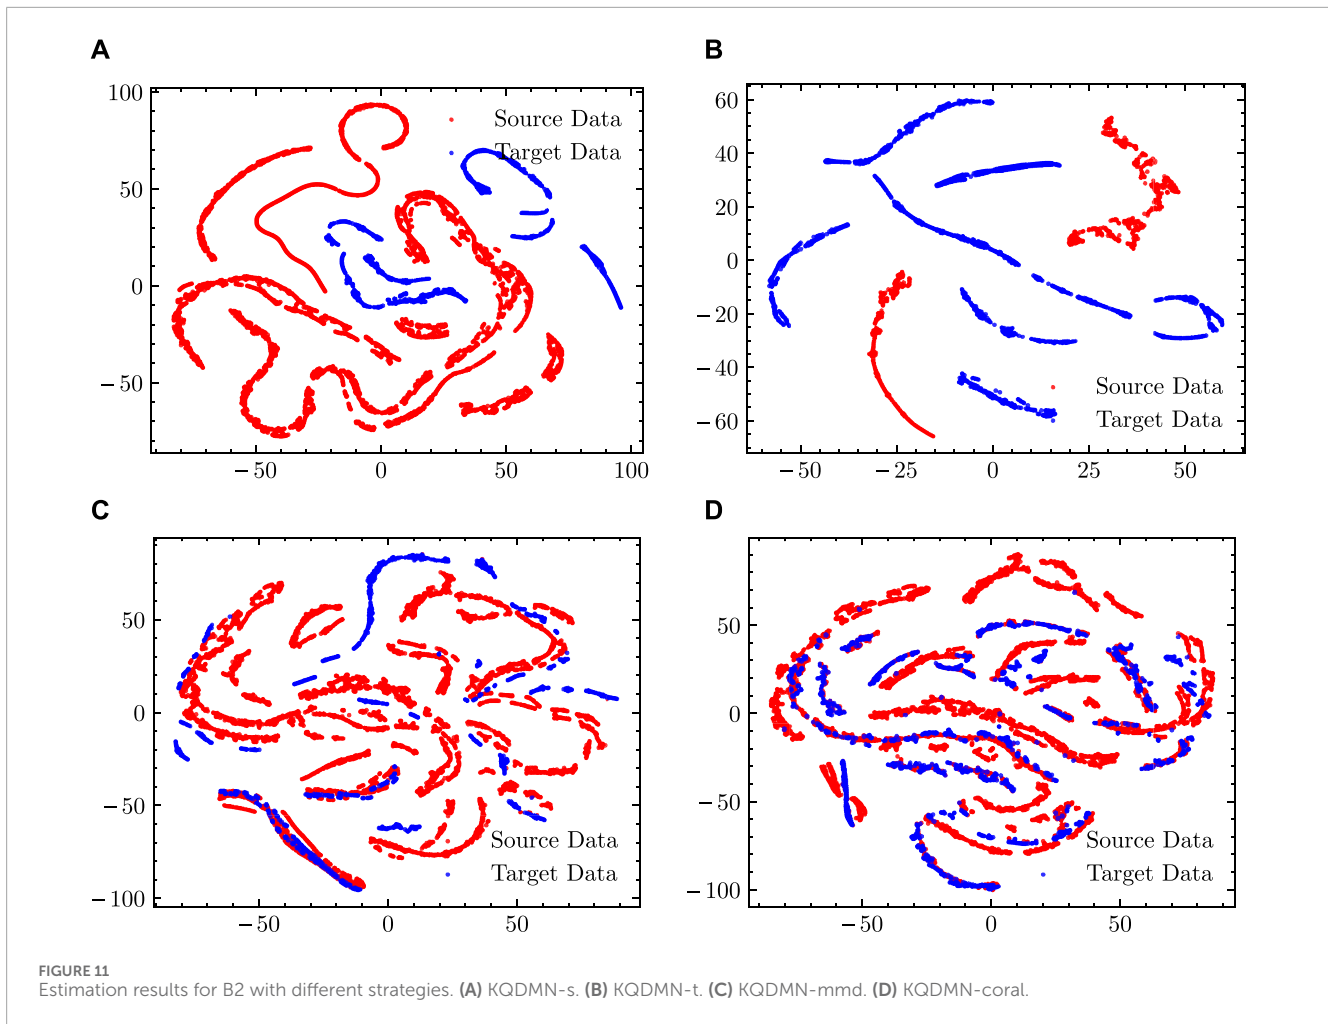 A
B
100
50
0
−50
−50
0
50
100
Source Data
Target Data
60
40
20
0
−20
−40
−60
−50
−25
0
25
50
Source Data
Target Data
C
D
50
0
−50
−100
−50
0
50
Source Data
Target Data
50
0
−50
−100
−50
0
50
Source Data
Target Data
FIGURE 11
Estimation results for B2 with different strategies. (A) KQDMN-s. (B) KQDMN-t. (C) KQDMN-mmd. (D) KQDMN-coral.